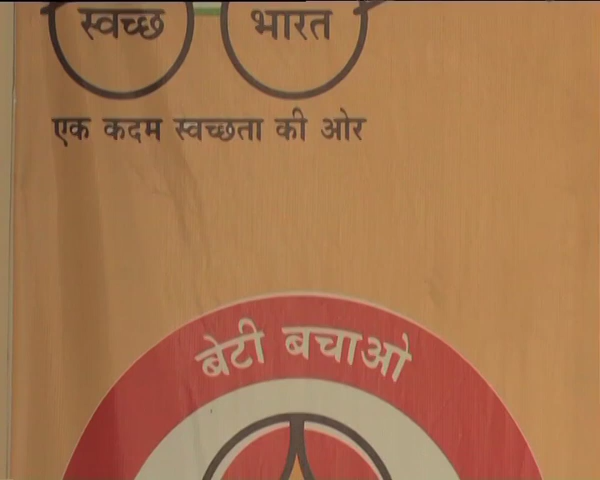 स्वच्छ भारत
एक कदम स्वच्छता की ओर
बेटी बचाओ